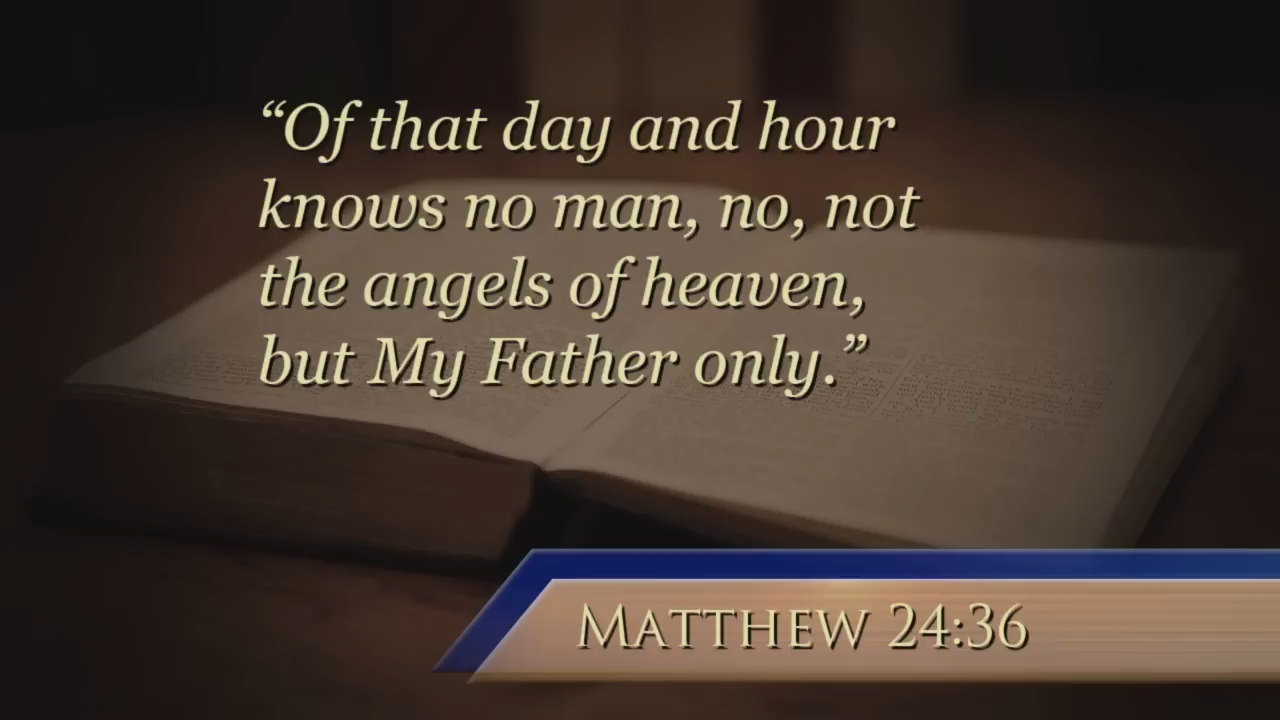 “Of that day and hour
knows no man, no, not
the angels of heaven,
but My Father only.”
MATTHEW 24:36